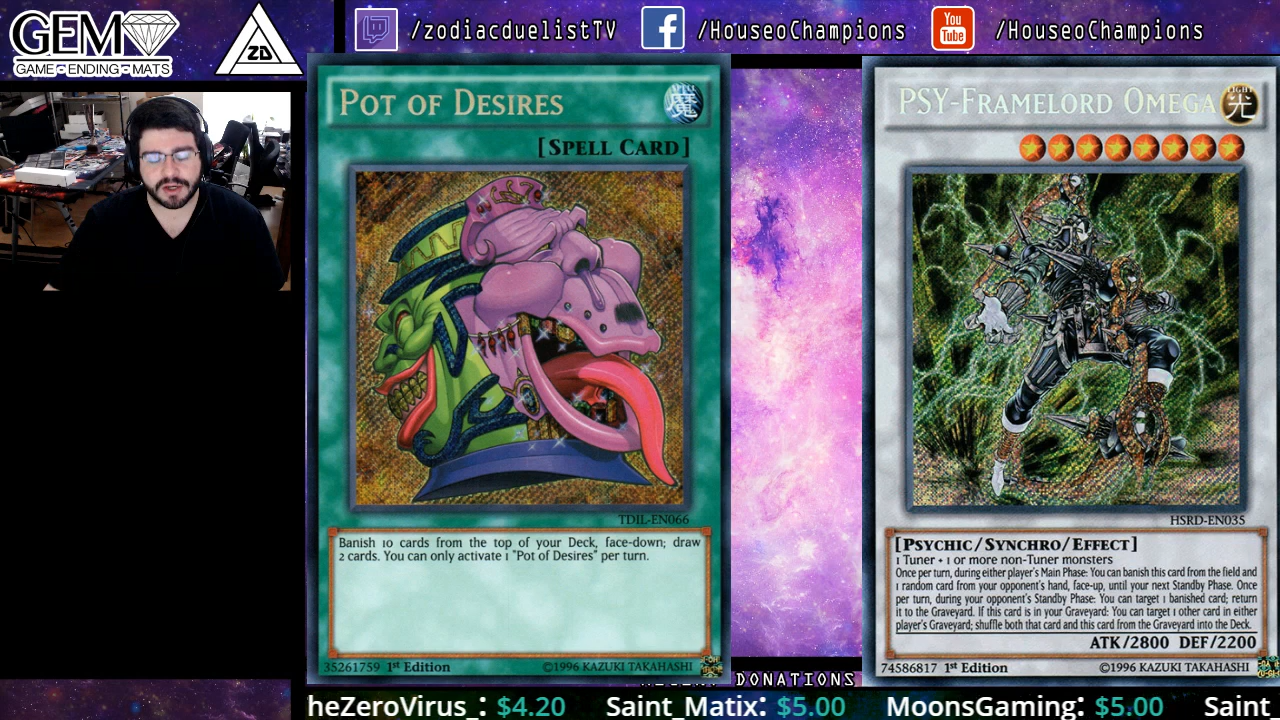 GEM
GAME-ENDING-MATS
ZD
/zodiacduelistTV
/HouseoChampions
You Tube
/HouseoChampions
POT OF DESIRES
魔
[SPELL CARD]
TDIL-EN066
Banish 10 cards from the top of your Deck, face-down; draw
2 cards. You can only activate 1 "Pot of Desires" per turn.
35261759 1st Edition
©1996 KAZUKI TAKAHASHI
PSY-FRAMELORD OMEGA
LIGHT
光
HSRD-EN035
[PSYCHIC/SYNCHRO/EFFECT]
1 Tuner + 1 or more non-Tuner monsters
Once per turn, during either player's Main Phase: You can banish this card from the field and
1 random card from your opponent's hand, face-up, until your next Standby Phase. Once
per turn, during your opponent's Standby Phase: You can target 1 banished card; return
it to the Graveyard. If this card is in your Graveyard: You can target 1 other card in either
player's Graveyard; shuffle both that card and this card from the Graveyard into the Deck.
ATK/2800 DEF/2200
74586817 1st Edition
©1996 KAZUKI TAKAHASHI
DONATIONS
heZeroVirus_: $4.20 Saint_Matix: $5.00 MoonsGaming: $5.00 Saint